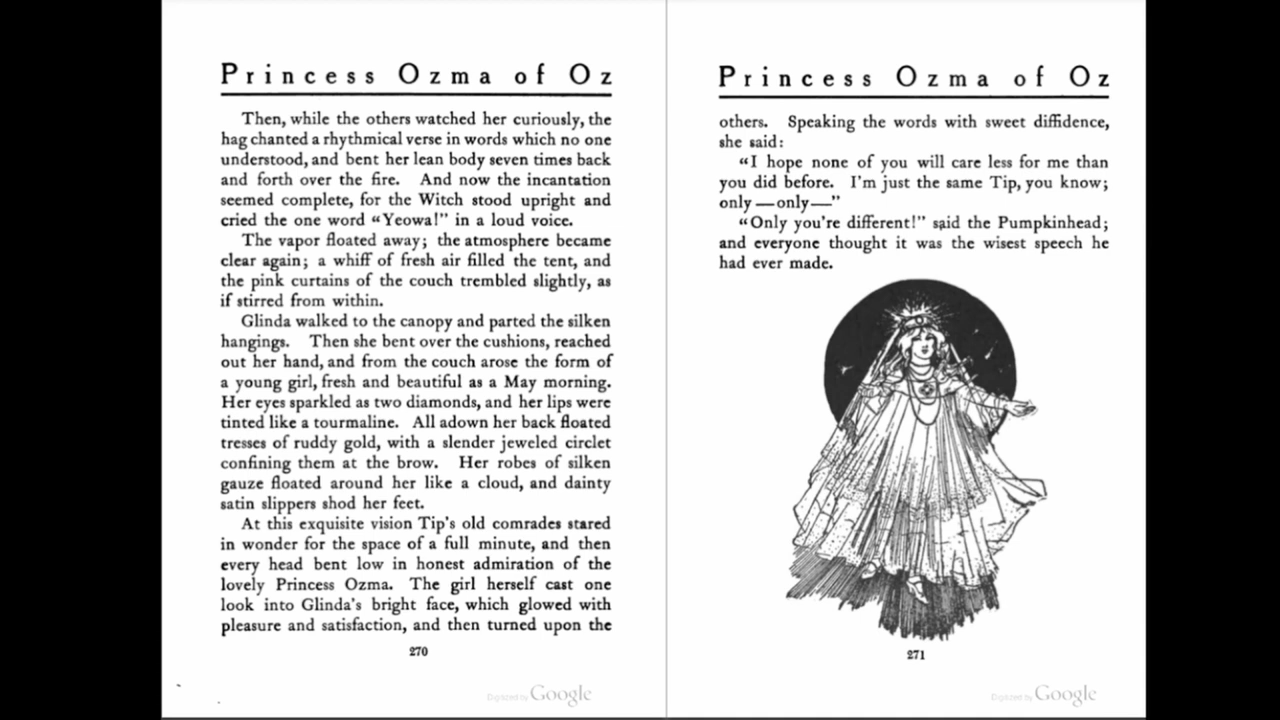 Princess Ozma of Oz
Then, while the others watched her curiously, the
hag chanted a rhythmical verse in words which no one
understood, and bent her lean body seven times back
and forth over the fire. And now the incantation
seemed complete, for the Witch stood upright and
cried the one word “Yeowa!” in a loud voice.
The vapor floated away; the atmosphere became
clear again; a whiff of fresh air filled the tent, and
the pink curtains of the couch trembled slightly, as
if stirred from within.
Glinda walked to the canopy and parted the silken
hangings. Then she bent over the cushions, reached
out her hand, and from the couch arose the form of
a young girl, fresh and beautiful as a May morning.
Her eyes sparkled as two diamonds, and her lips were
tinted like a tourmaline. All adown her back floated
tresses of ruddy gold, with a slender jeweled circlet
confining them at the brow. Her robes of silken
gauze floated around her like a cloud, and dainty
satin slippers shod her feet.
At this exquisite vision Tip's old comrades stared
in wonder for the space of a full minute, and then
every head bent low in honest admiration of the
lovely Princess Ozma. The girl herself cast one
look into Glinda's bright face, which glowed with
pleasure and satisfaction, and then turned upon the
270
Digitized by Google
Princess Ozma of Oz
others. Speaking the words with sweet diffidence,
she said:
“I hope none of you will care less for me than
you did before. I'm just the same Tip, you know;
only—only—”
“Only you're different!” said the Pumpkinhead;
and everyone thought it was the wisest speech he
had ever made.
271
Digitized by Google